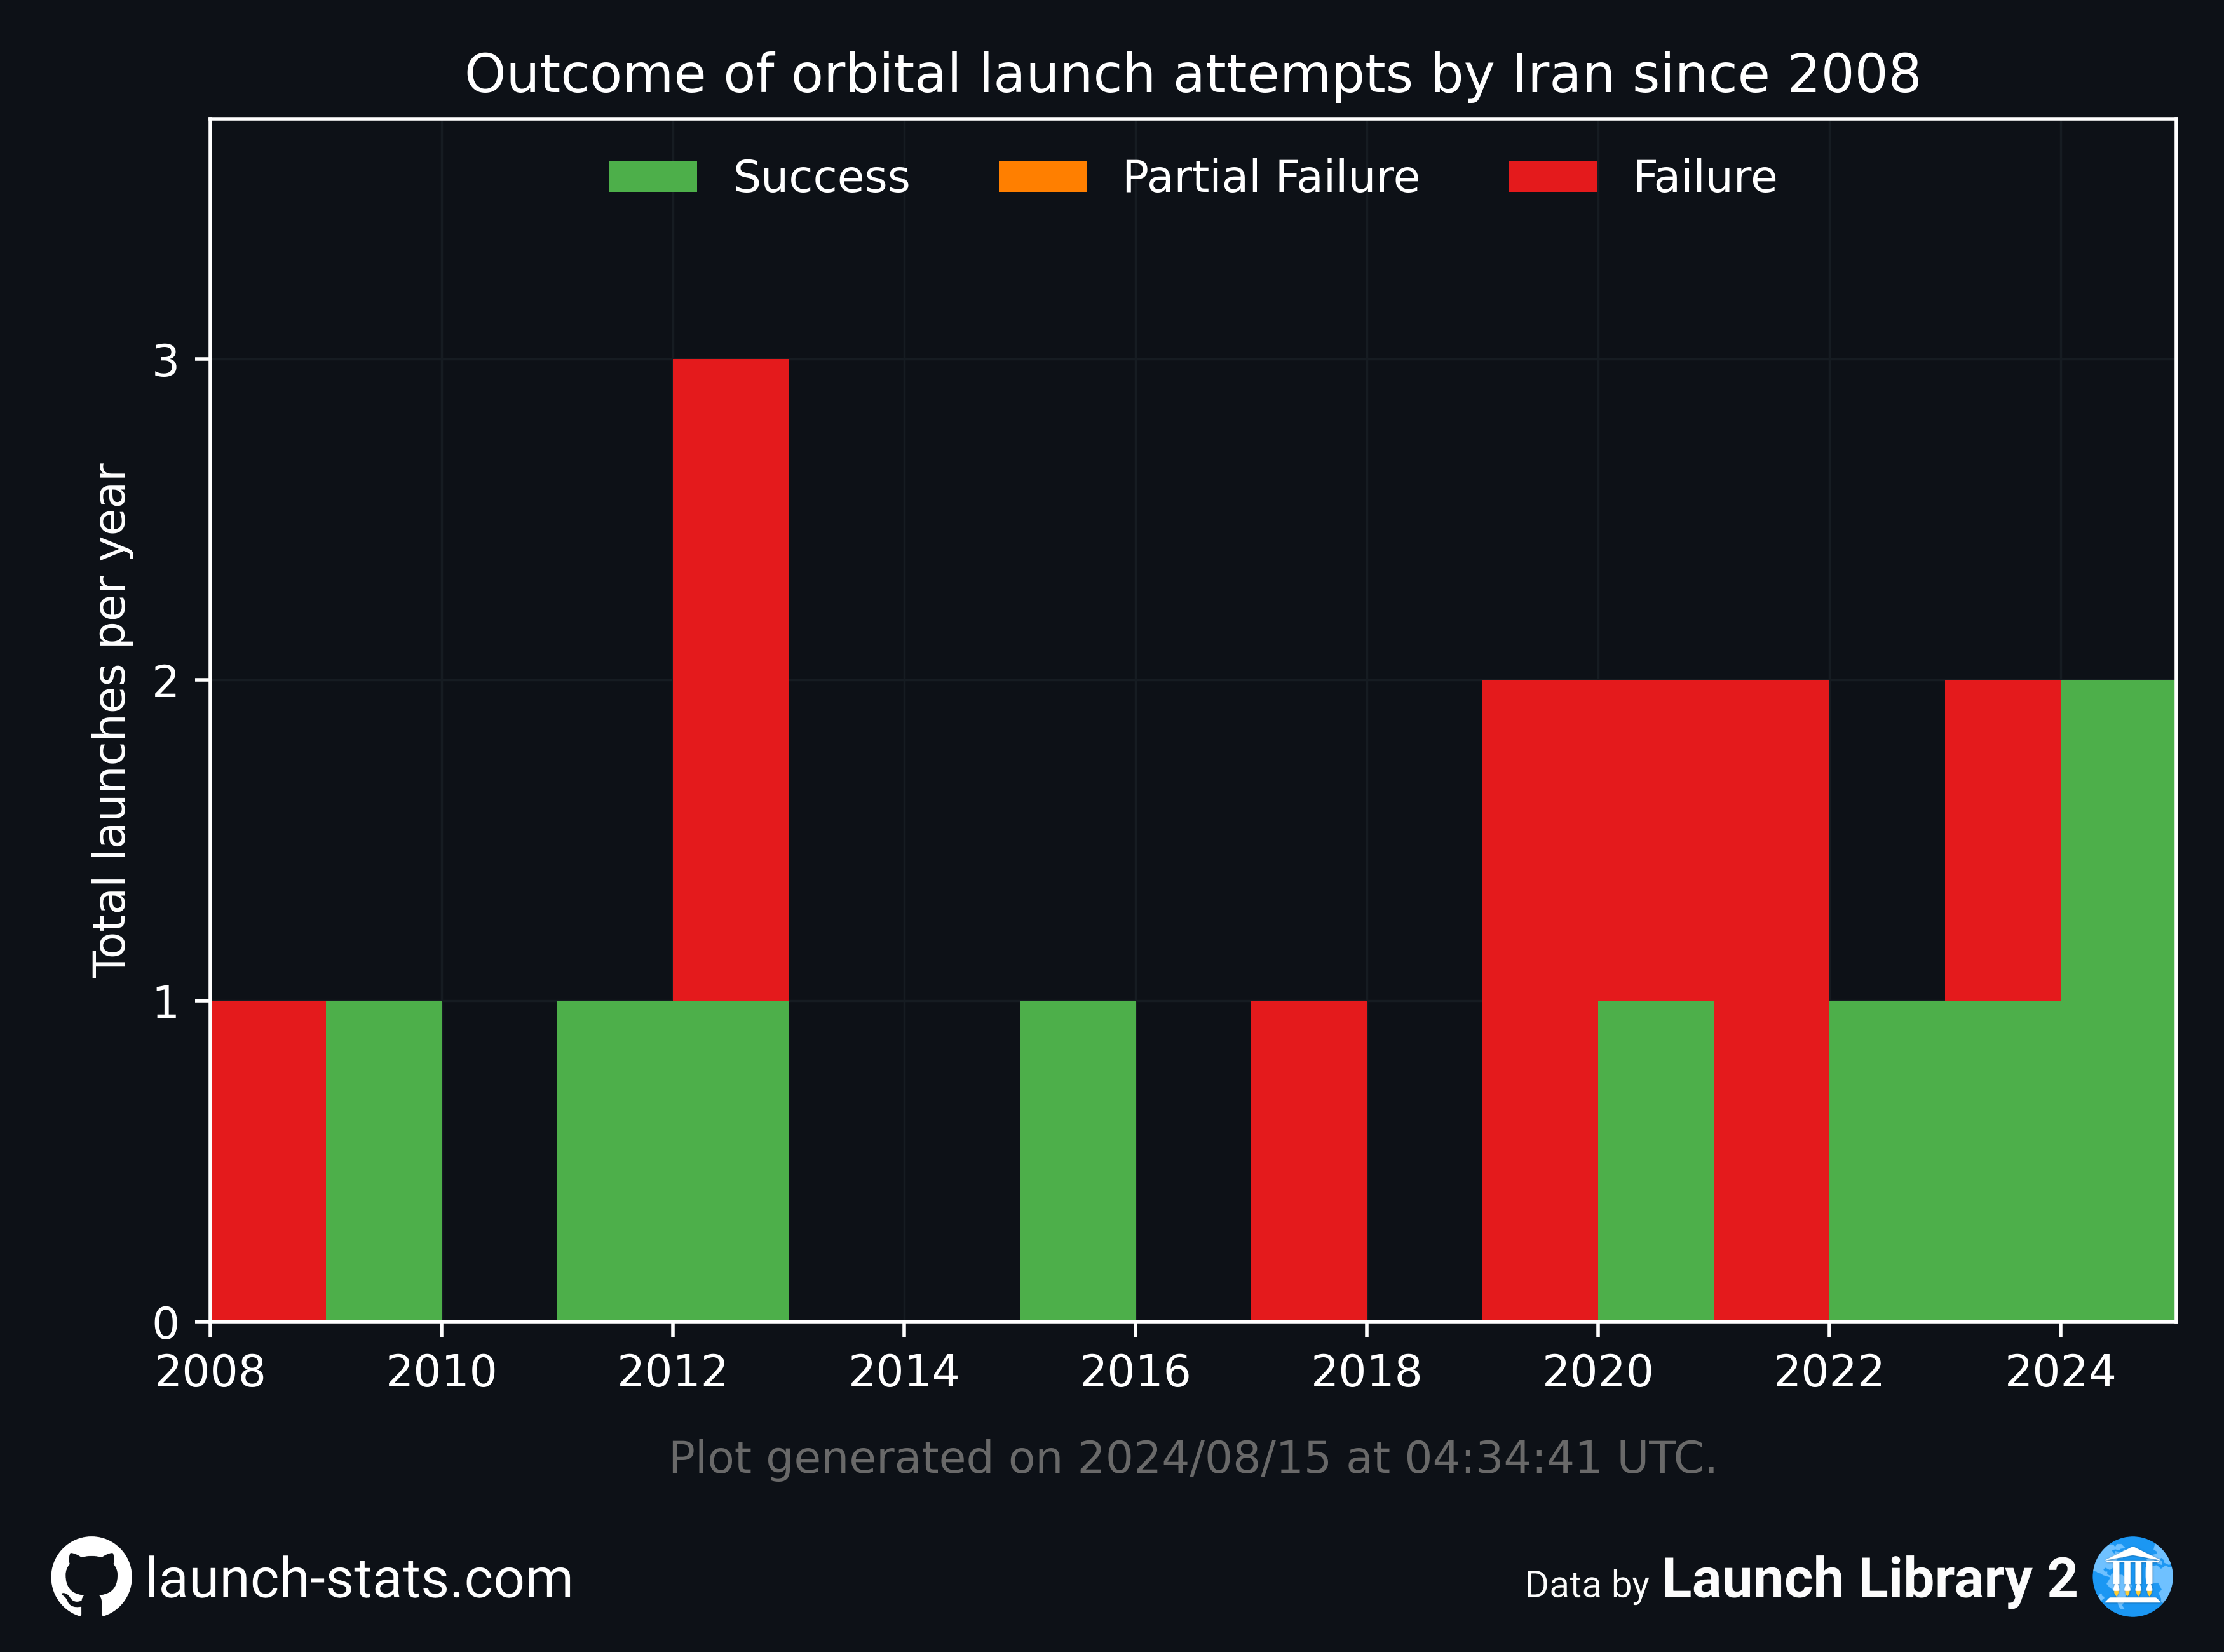 Outcome of orbital launch attempts by Iran since 2008
Success Partial Failure Failure
Total launches per year
3
2
1
0
2008 2010 2012 2014 2016 2018 2020 2022 2024
Plot generated on 2024/08/15 at 04:34:41 UTC.
launch-stats.com
Data by Launch Library 2